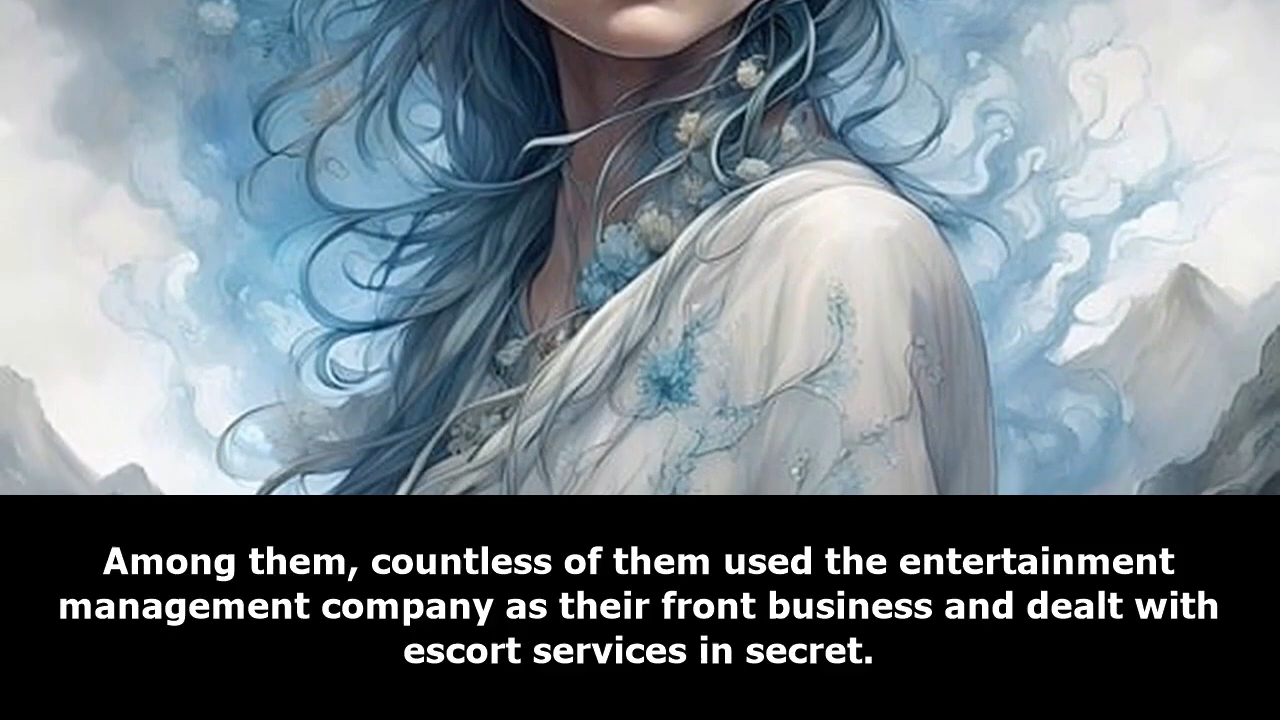 Among them, countless of them used the entertainment
management company as their front business and dealt with
escort services in secret.